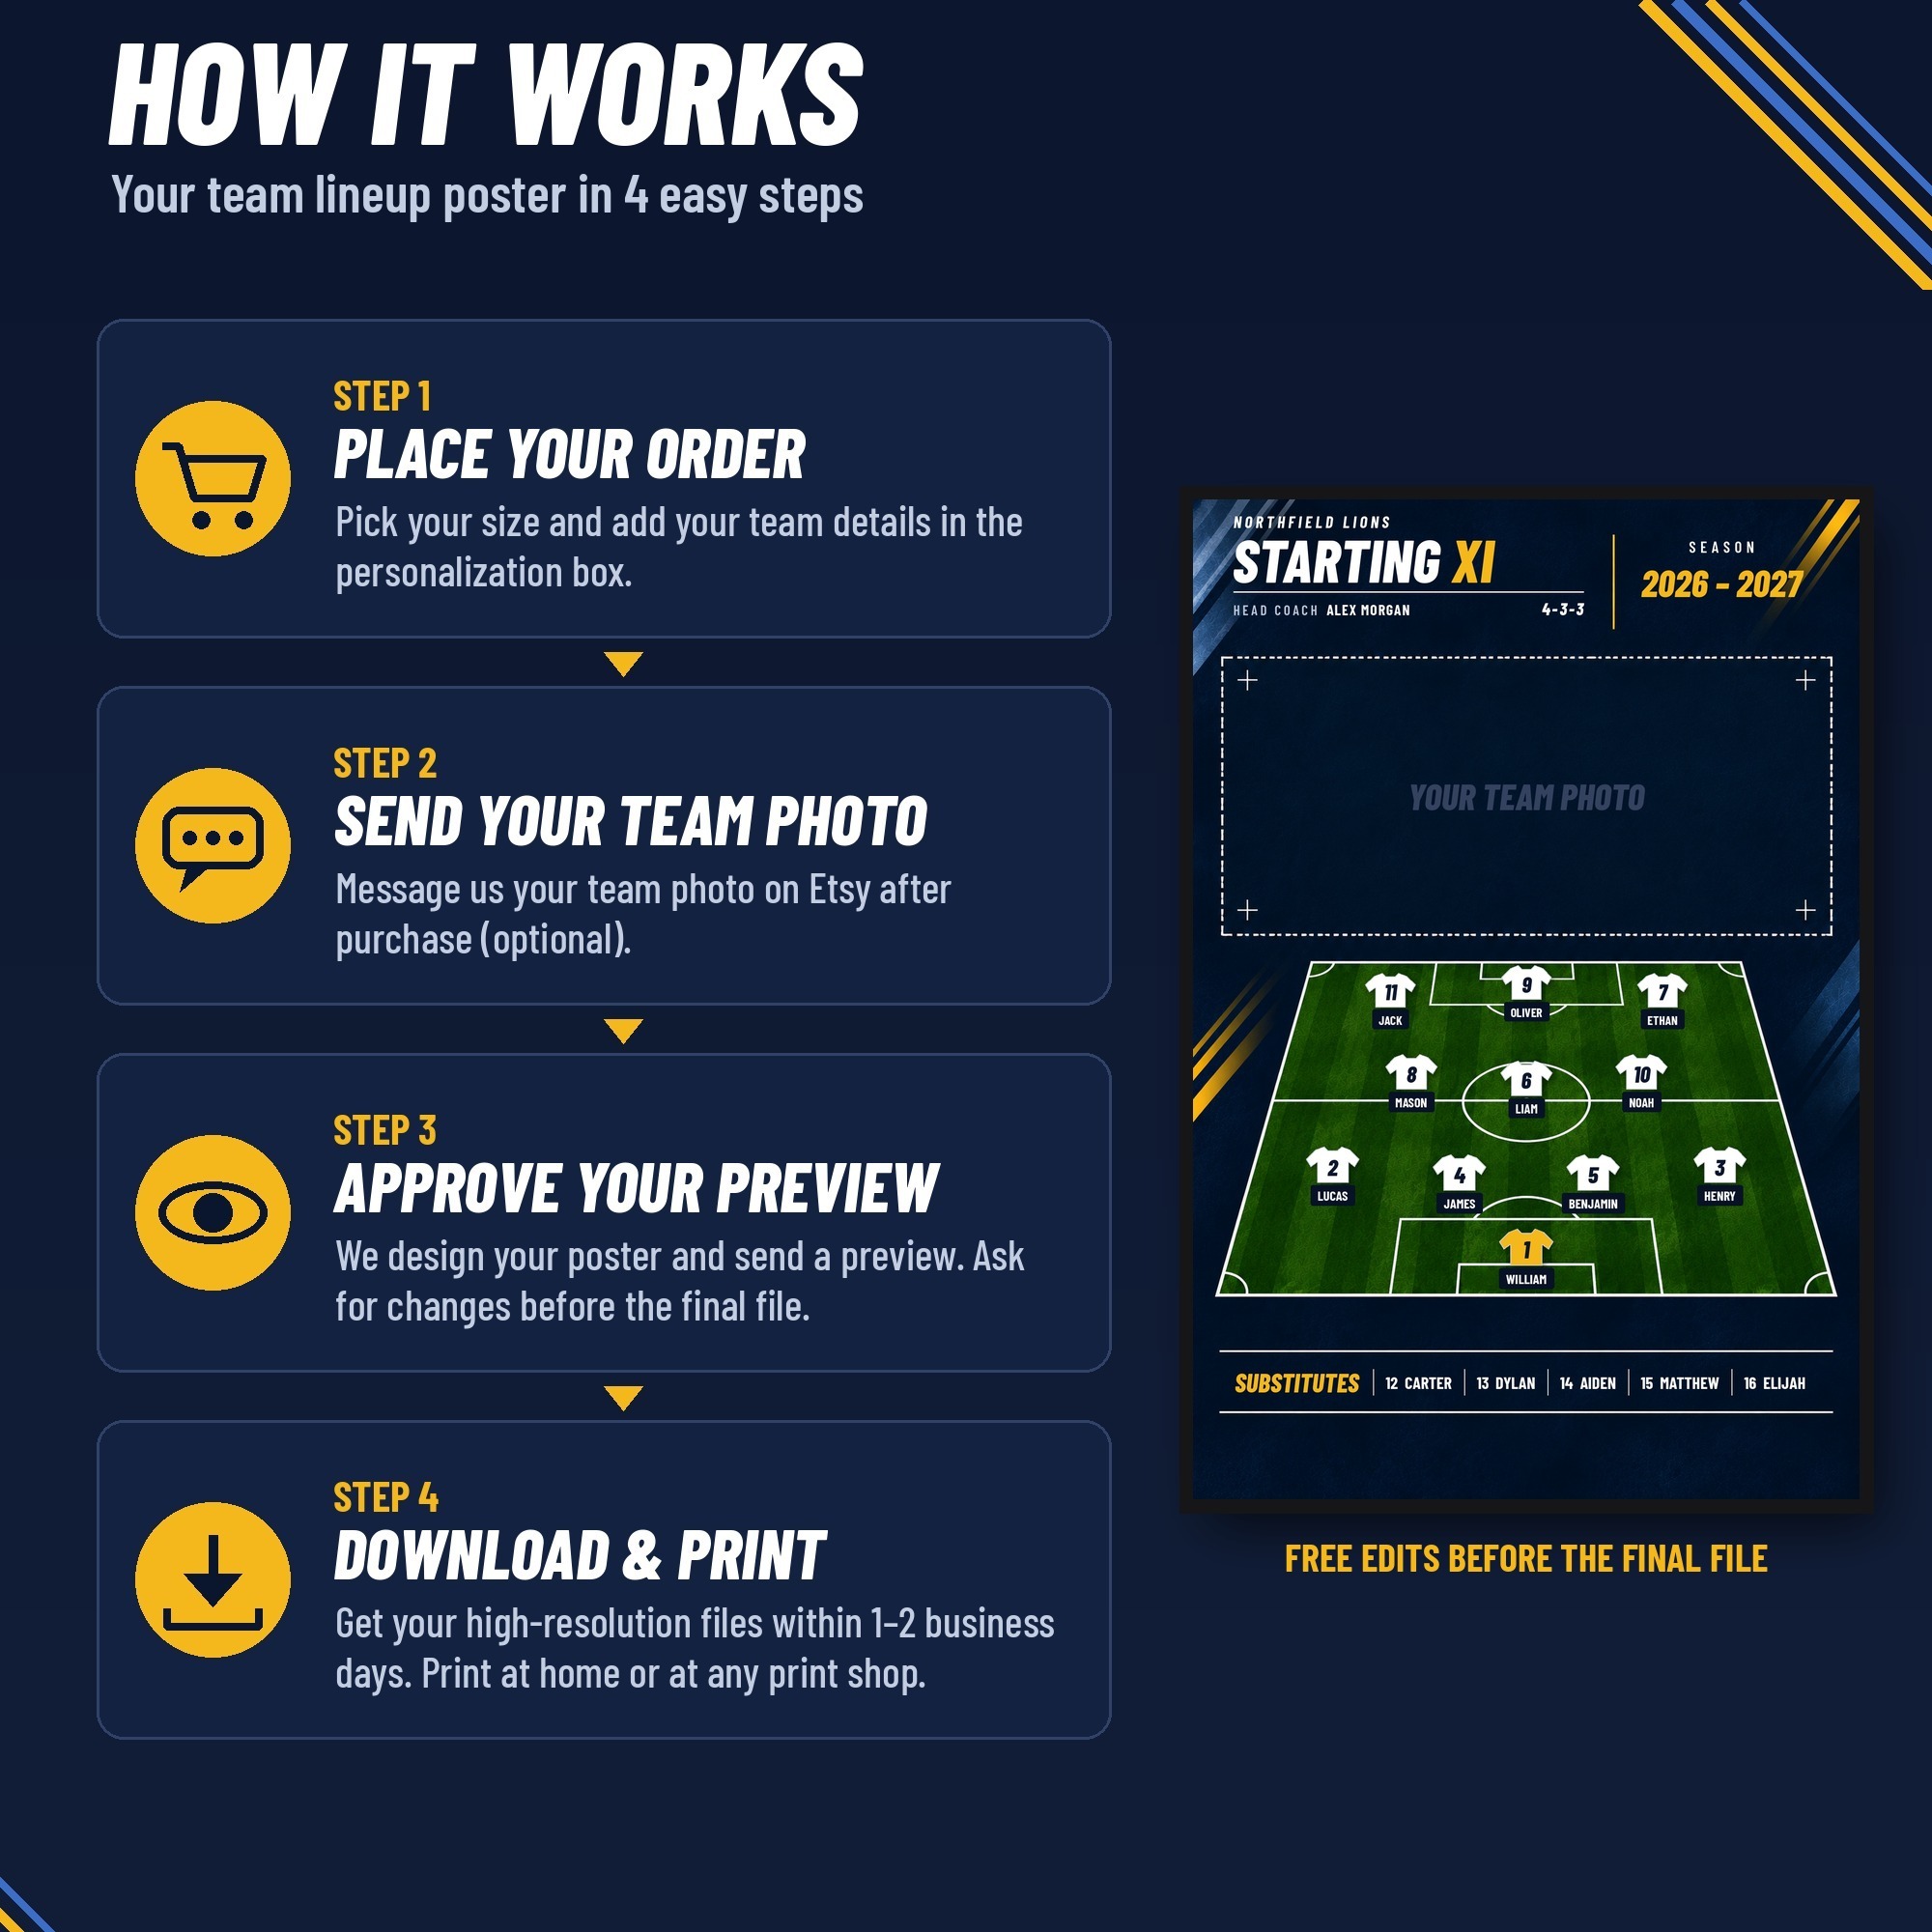 HOW IT WORKS
Your team lineup poster in 4 easy steps
STEP 1
PLACE YOUR ORDER
Pick your size and add your team details in the
personalization box.
STEP 2
SEND YOUR TEAM PHOTO
Message us your team photo on Etsy after
purchase (optional).
STEP 3
APPROVE YOUR PREVIEW
We design your poster and send a preview. Ask
for changes before the final file.
STEP 4
DOWNLOAD & PRINT
Get your high-resolution files within 1–2 business
days. Print at home or at any print shop.
NORTHFIELD LIONS
STARTING XI
HEAD COACH ALEX MORGAN 4-3-3
SEASON
2026 – 2027
YOUR TEAM PHOTO
11 9 7
JACK OLIVER ETHAN
8 6 10
MASON LIAM NOAH
2 4 5 3
LUCAS JAMES BENJAMIN HENRY
1
WILLIAM
SUBSTITUTES 12 CARTER 13 DYLAN 14 AIDEN 15 MATTHEW 16 ELIJAH
FREE EDITS BEFORE THE FINAL FILE